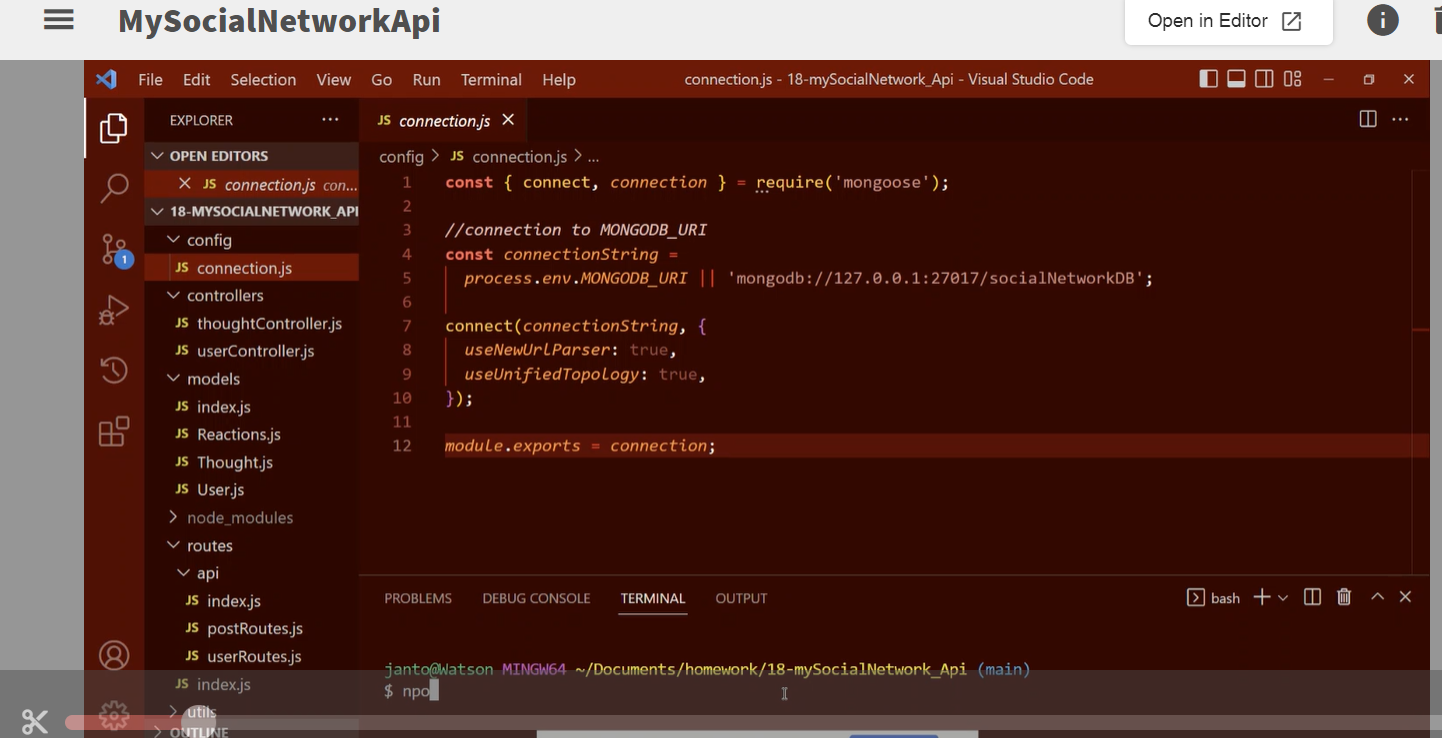 MySocialNetworkApi
Open in Editor
File Edit Selection View Go Run Terminal Help
connection.js - 18-mySocialNetwork_Api - Visual Studio Code
EXPLORER
OPEN EDITORS
JS connection.js con...
18-MYSOCIALNETWORK_API
config
JS connection.js
controllers
JS thoughtController.js
JS userController.js
models
JS index.js
JS Reactions.js
JS Thought.js
JS User.js
node_modules
routes
api
JS index.js
JS postRoutes.js
JS userRoutes.js
JS index.js
utils
OUTLINE
1
JS connection.js
config > JS connection.js > ...
1 const { connect, connection } = require('mongoose');
2
3 //connection to MONGODB_URI
4 const connectionString =
5 process.env.MONGODB_URI || 'mongodb://127.0.0.1:27017/socialNetworkDB';
6
7 connect(connectionString, {
8 useNewUrlParser: true,
9 useUnifiedTopology: true,
10 });
11
12 module.exports = connection;
PROBLEMS DEBUG CONSOLE TERMINAL OUTPUT
bash
janto@Watson MINGW64 ~/Documents/homework/18-mySocialNetwork_Api (main)
$ npo